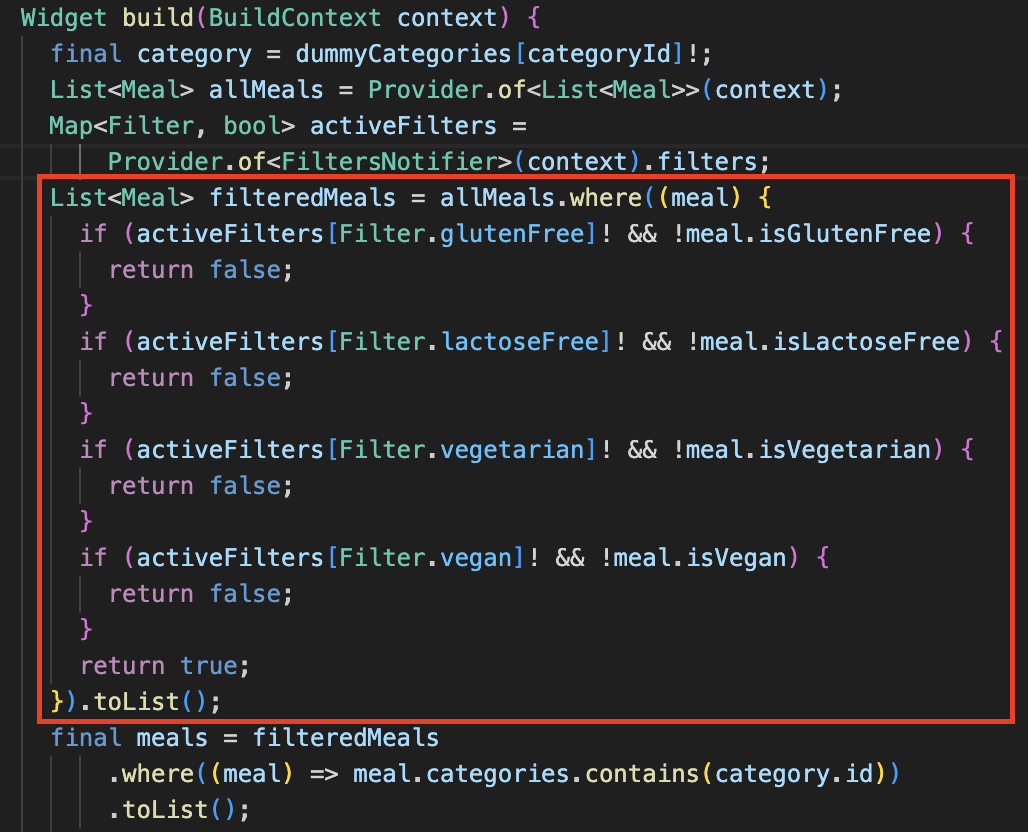 Widget build(BuildContext context) {
final category = dummyCategories[categoryId]!;
List<Meal> allMeals = Provider.of<List<Meal>>(context);
Map<Filter, bool> activeFilters =
Provider.of<FiltersNotifier>(context).filters;
List<Meal> filteredMeals = allMeals.where((meal) {
if (activeFilters[Filter.glutenFree]! && !meal.isGlutenFree) {
return false;
}
if (activeFilters[Filter.lactoseFree]! && !meal.isLactoseFree) {
return false;
}
if (activeFilters[Filter.vegetarian]! && !meal.isVegetarian) {
return false;
}
if (activeFilters[Filter.vegan]! && !meal.isVegan) {
return false;
}
return true;
}).toList();
final meals = filteredMeals
.where((meal) => meal.categories.contains(category.id))
.toList();